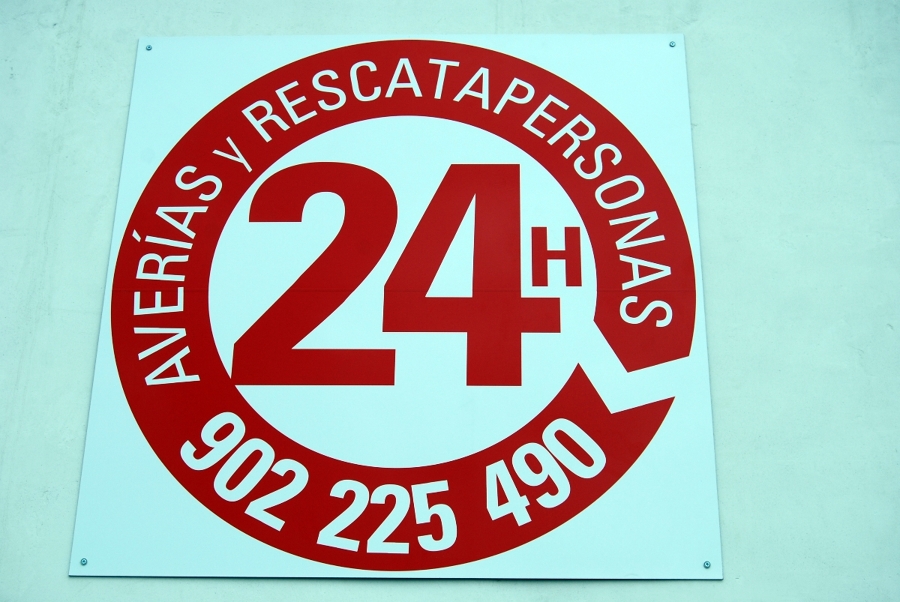 AVERÍAS y RESCATAPERSONAS
24H
902 225 490